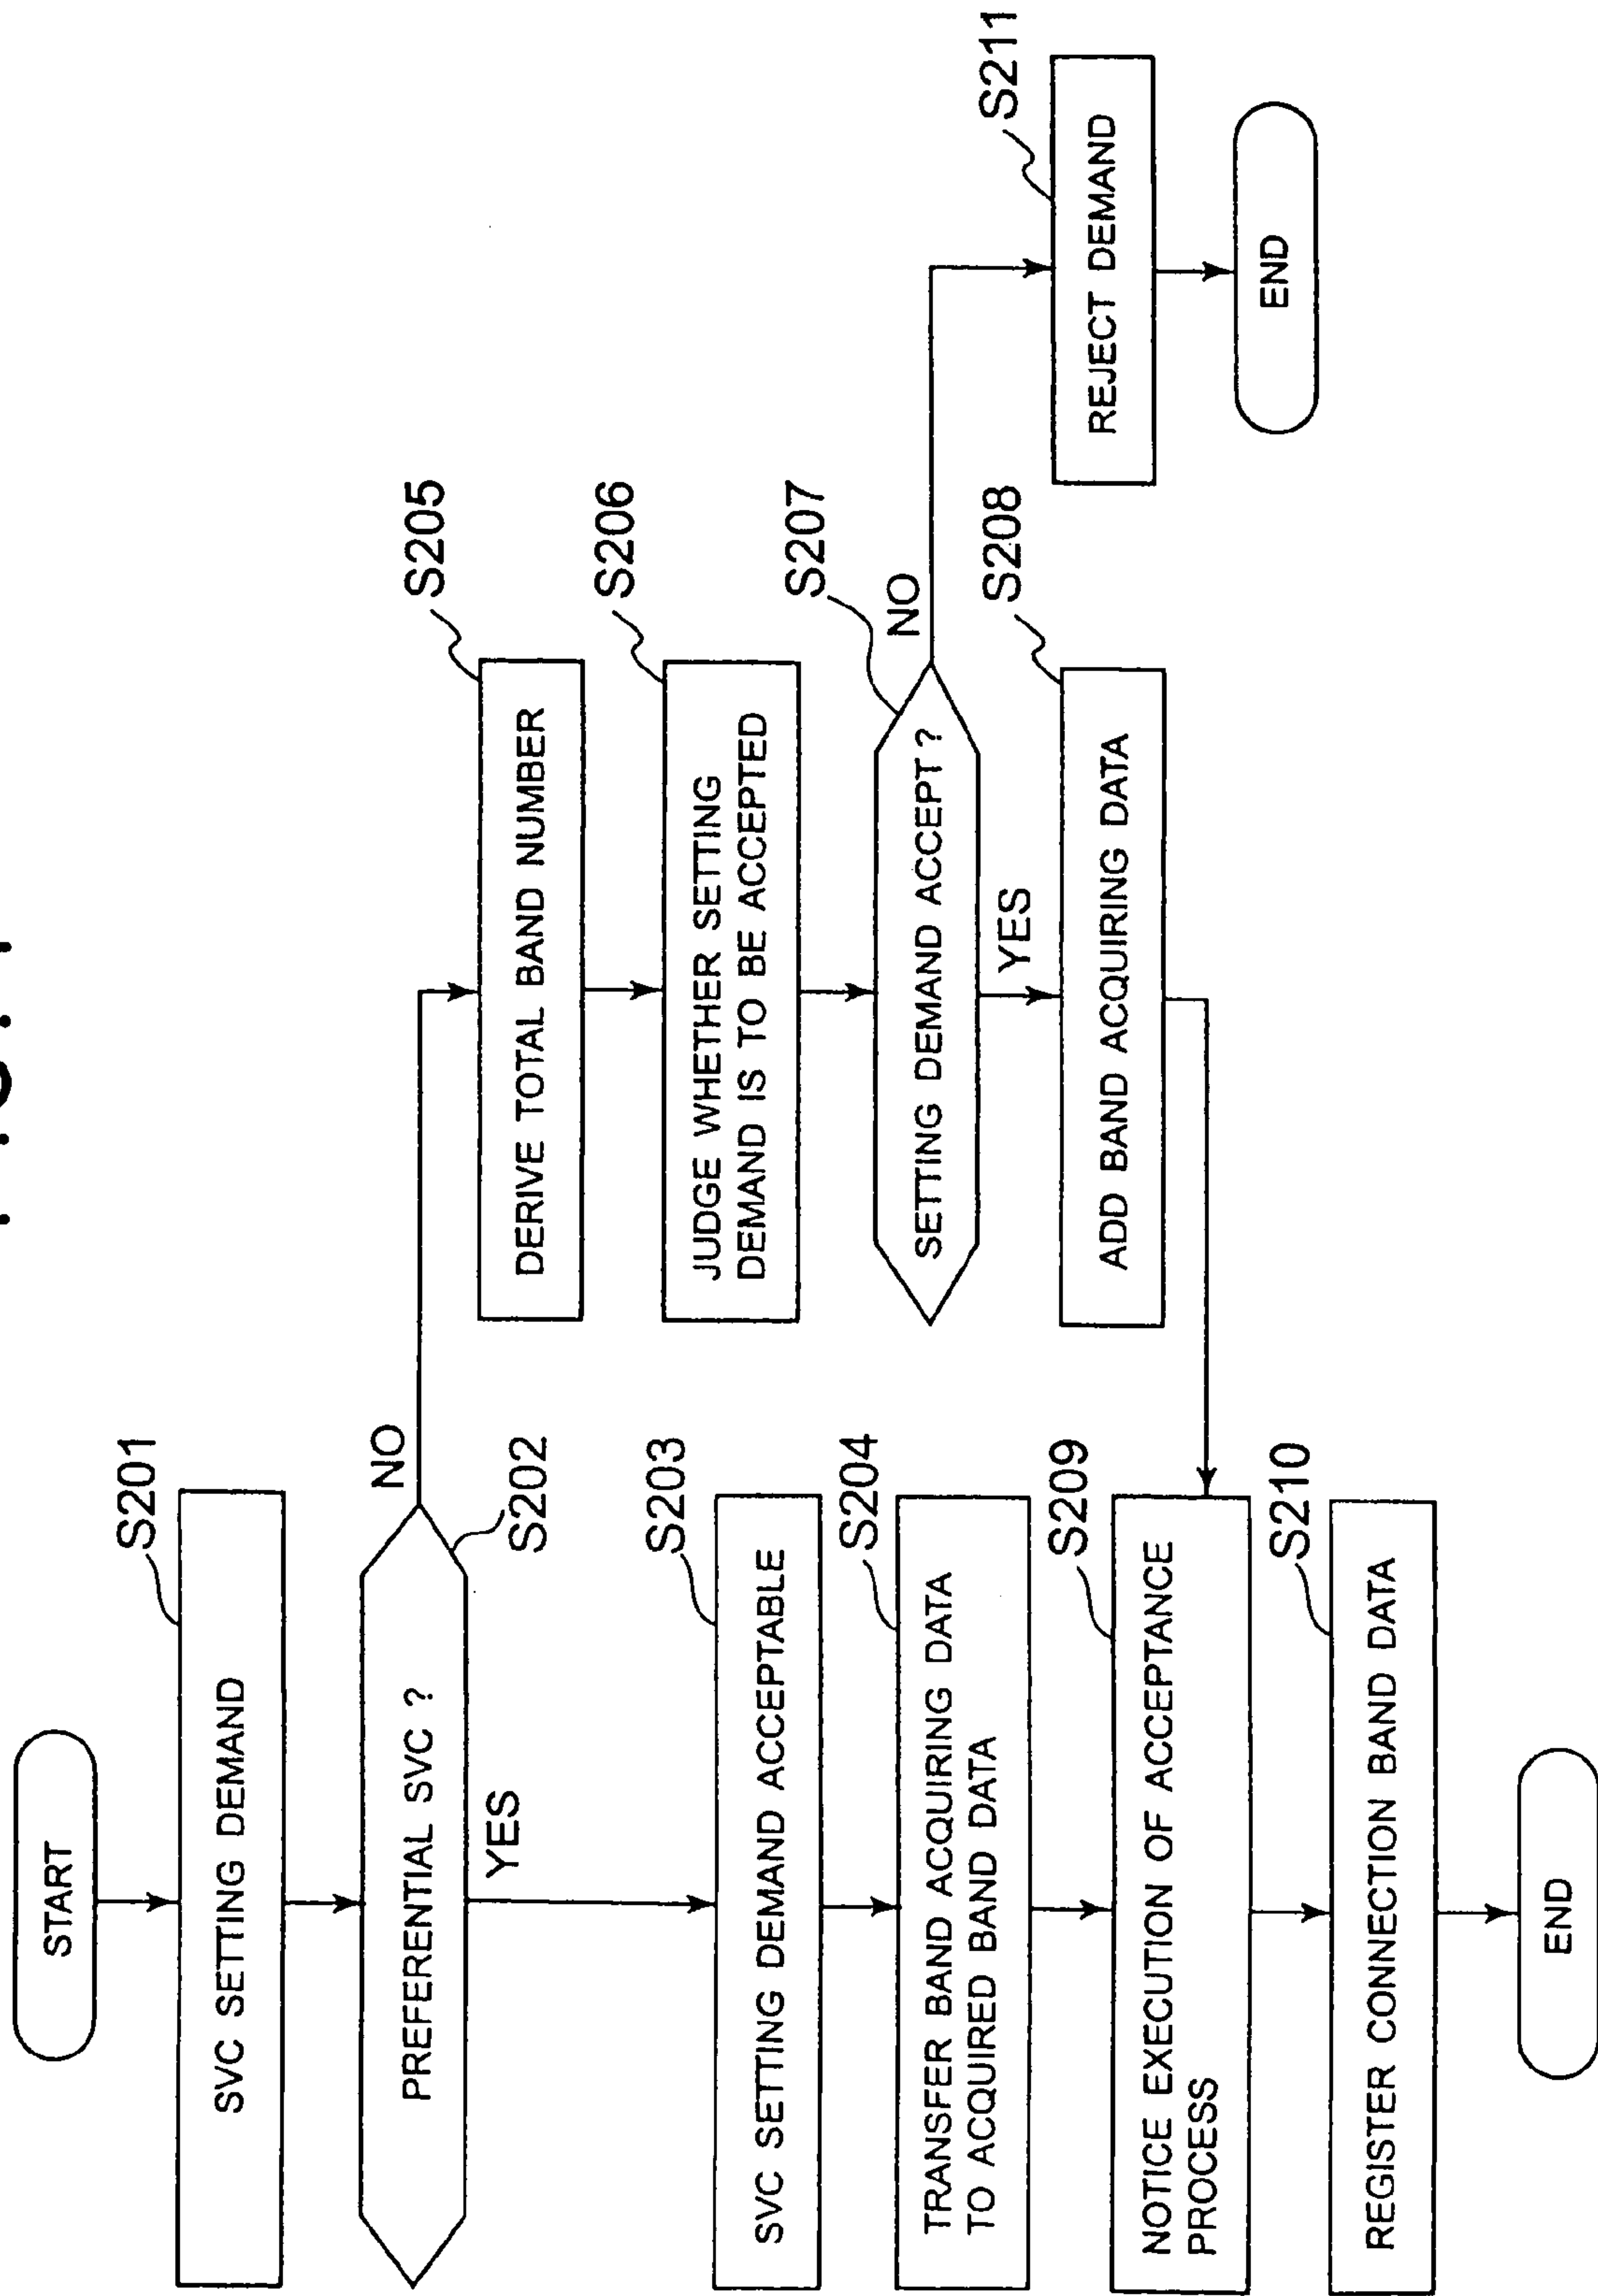 START
S201
SVC SETTING DEMAND
NO
PREFERENTIAL SVC ?
S202
YES
S203
SVC SETTING DEMAND ACCEPTABLE
S204
TRANSFER BAND ACQUIRING DATA
TO ACQUIRED BAND DATA
S209
NOTICE EXECUTION OF ACCEPTANCE
PROCESS
S210
REGISTER CONNECTION BAND DATA
END
S205
DERIVE TOTAL BAND NUMBER
S206
JUDGE WHETHER SETTING
DEMAND IS TO BE ACCEPTED
S207
NO
SETTING DEMAND ACCEPT ?
YES
S208
ADD BAND ACQUIRING DATA
S211
REJECT DEMAND
END